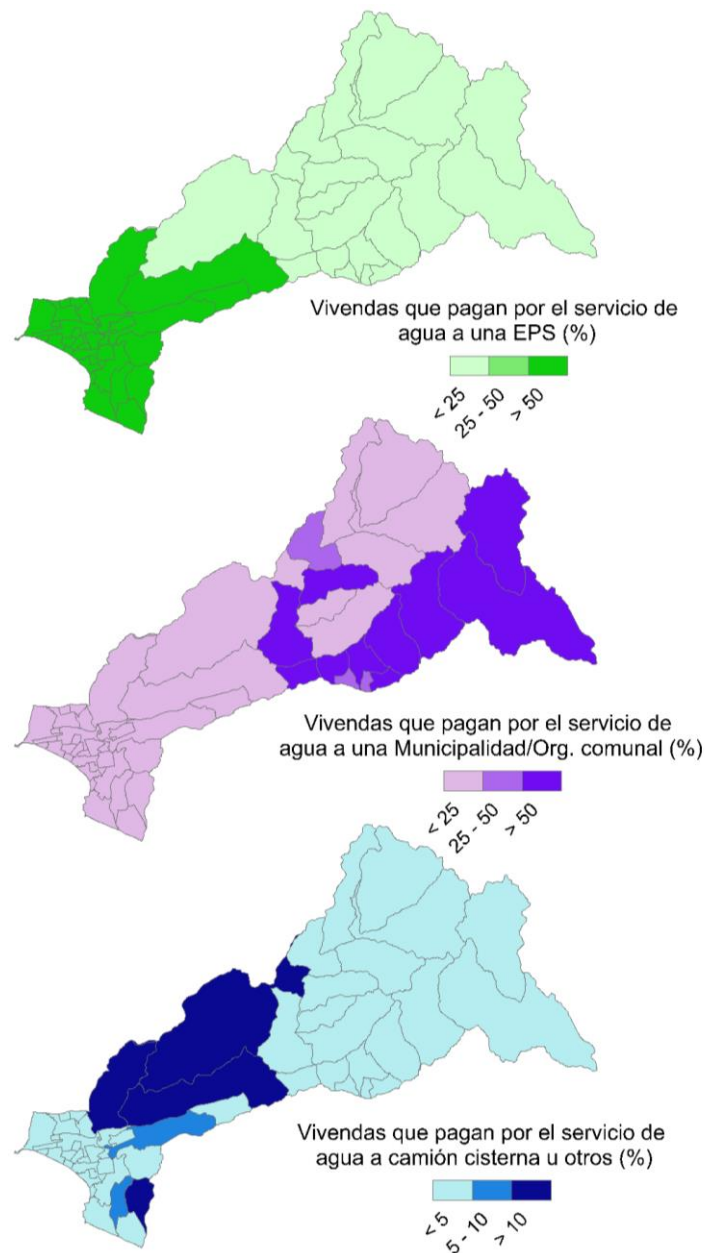 Vivendas que pagan por el servicio de
agua a una EPS (%)
< 25
25 - 50
> 50
Vivendas que pagan por el servicio de
agua a una Municipalidad/Org. comunal (%)
< 25
25 - 50
> 50
Vivendas que pagan por el servicio de
agua a camión cisterna u otros (%)
< 5
5 - 10
> 10